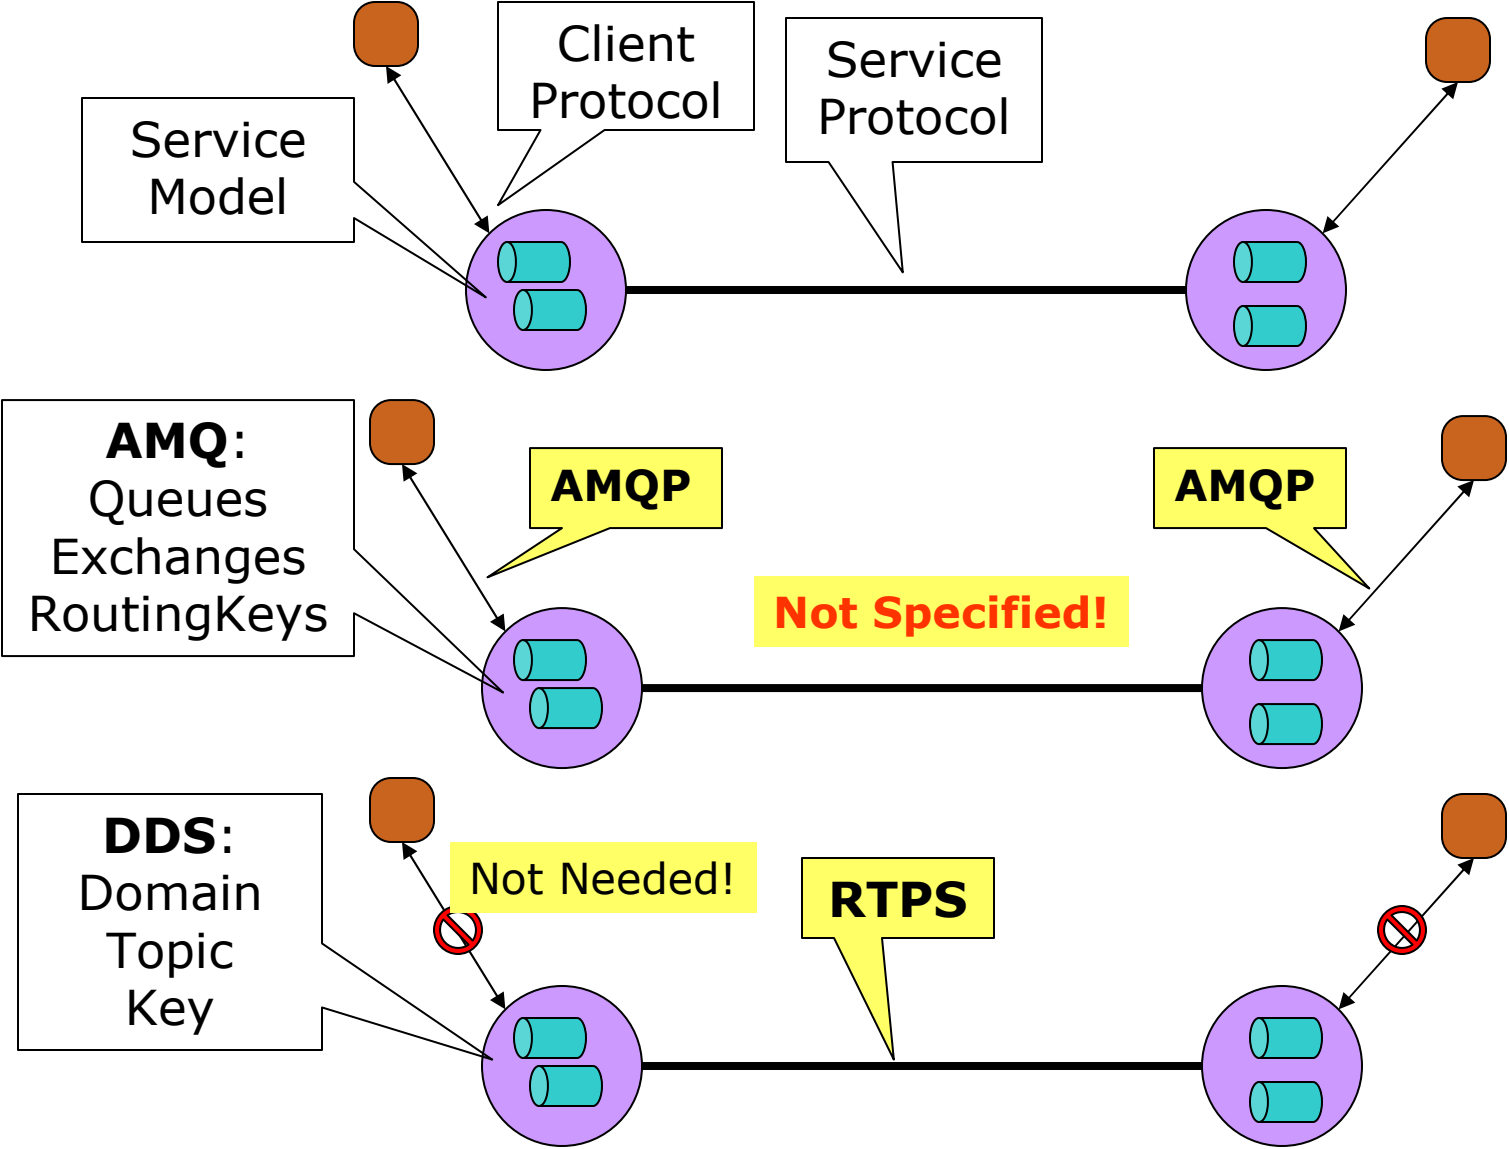 Client
Protocol
Service
Protocol
Service
Model
AMQ:
Queues
Exchanges
RoutingKeys
AMQP
AMQP
Not Specified!
DDS:
Domain
Topic
Key
Not Needed!
RTPS